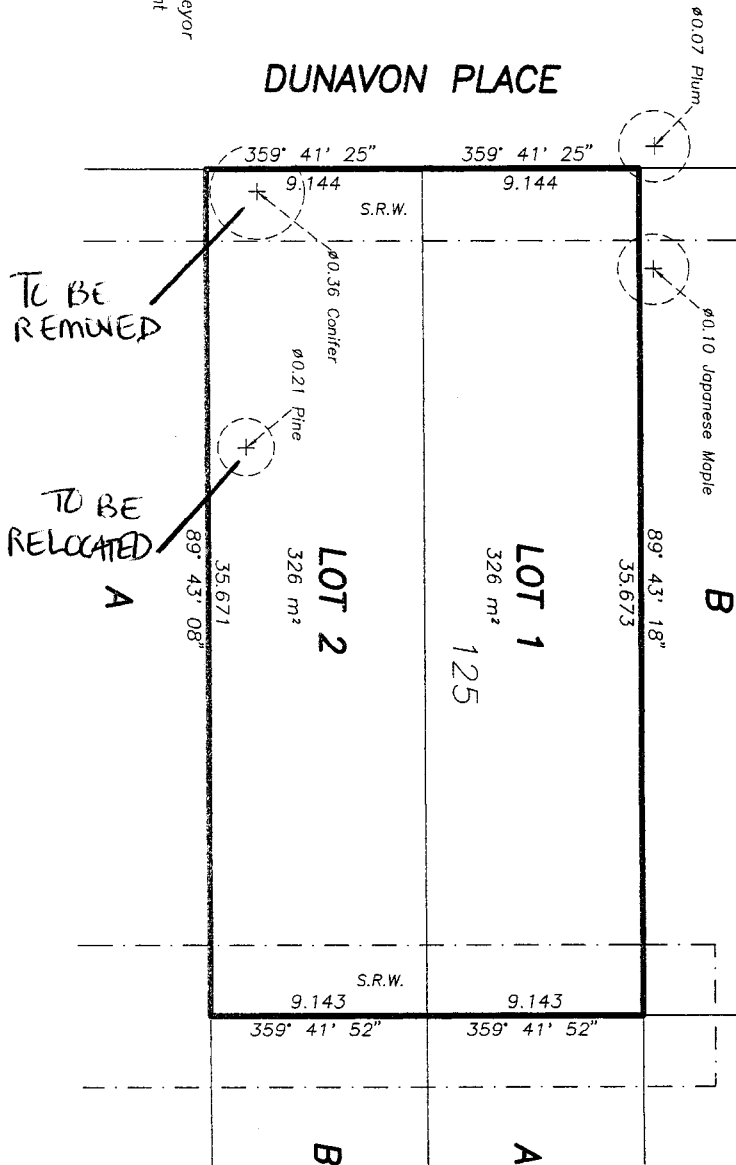 eyor
nt
DUNAVON PLACE
ø0.07 Plum
359° 41' 25"
359° 41' 25"
9.144
9.144
S.R.W.
TO BE
REMOVED
ø0.36 Conifer
ø0.10 Japanese Maple
ø0.21 Pine
TO BE
RELOCATED
A
89° 43' 08"
35.671
LOT 2
326 m²
LOT 1
326 m²
125
35.673
89° 43' 18"
B
S.R.W.
9.143
9.143
359° 41' 52"
359° 41' 52"
B
A